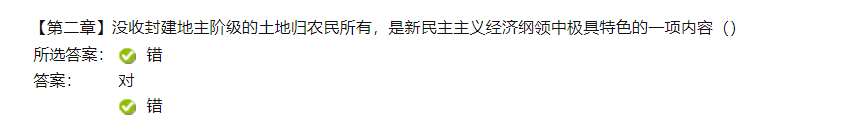 【第二章】没收封建地主阶级的土地归农民所有，是新民主主义经济纲领中极具特色的一项内容（）
所选答案： 错
答案： 对
错